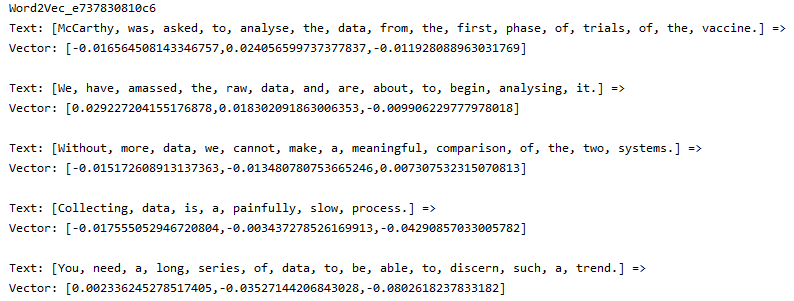 Word2Vec_e737830810c6
Text: [McCarthy, was, asked, to, analyse, the, data, from, the, first, phase, of, trials, of, the, vaccine.] =>
Vector: [-0.016564508143346757,0.024056599737377837,-0.011928088963031769]
Text: [We, have, amassed, the, raw, data, and, are, about, to, begin, analysing, it.] =>
Vector: [0.029227204155176878,0.018302091863006353,-0.009906229777978018]
Text: [Without, more, data, we, cannot, make, a, meaningful, comparison, of, the, two, systems.] =>
Vector: [-0.015172608913137363,-0.013480780753665246,0.007307532315070813]
Text: [Collecting, data, is, a, painfully, slow, process.] =>
Vector: [-0.017555052946720804,-0.003437278526169913,-0.04290857033005782]
Text: [You, need, a, long, series, of, data, to, be, able, to, discern, such, a, trend.] =>
Vector: [0.002336245278517405,-0.03527144206843028,-0.0802618237833182]